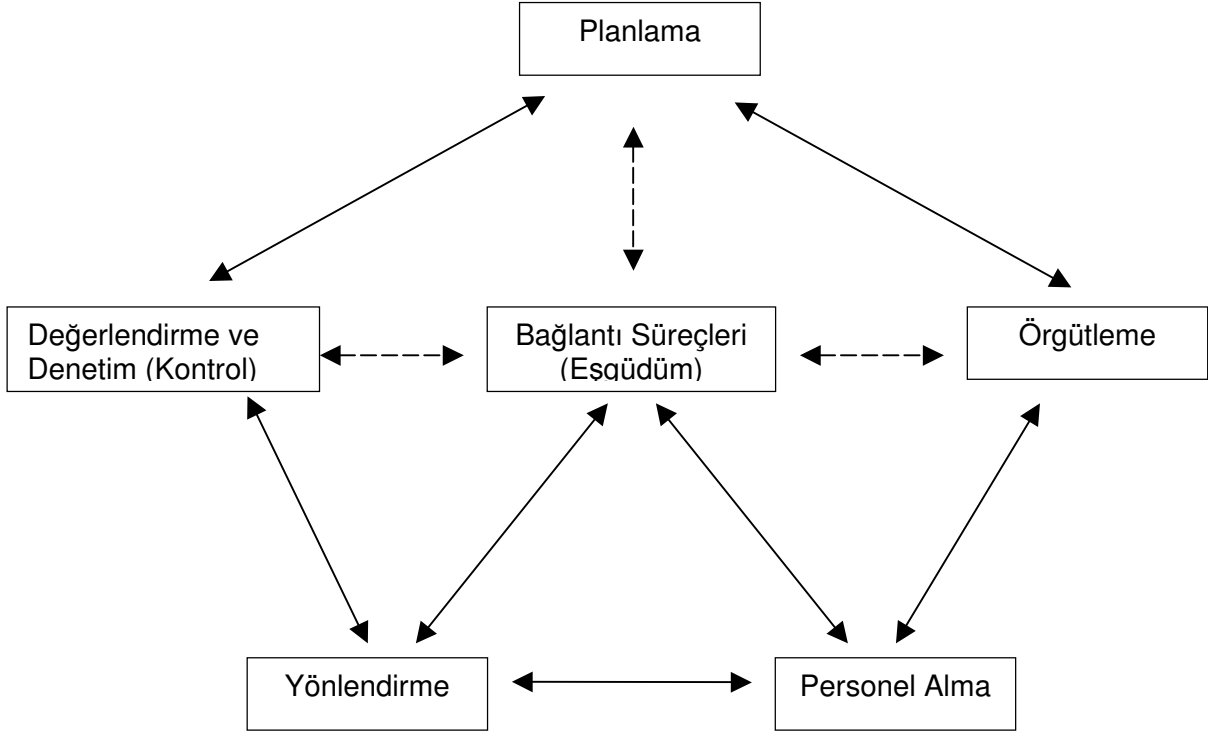 Planlama
Değerlendirme ve
Denetim (Kontrol)
Bağlantı Süreçleri
(Eşgüdüm)
Örgütleme
Yönlendirme
Personel Alma